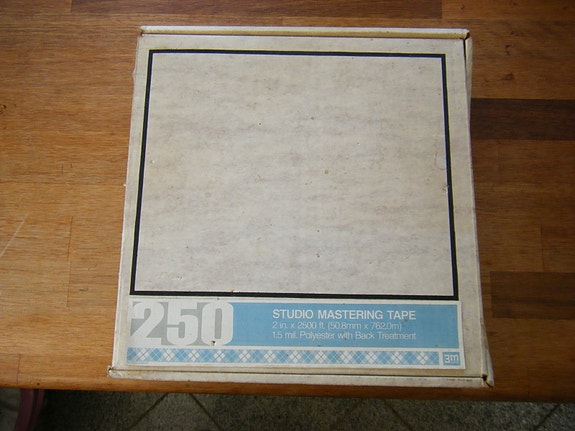 250
STUDIO MASTERING TAPE
2 in. x 2500 ft. (50.8mm x 762.0m)
1.5 mil. Polyester with Back Treatment
3M